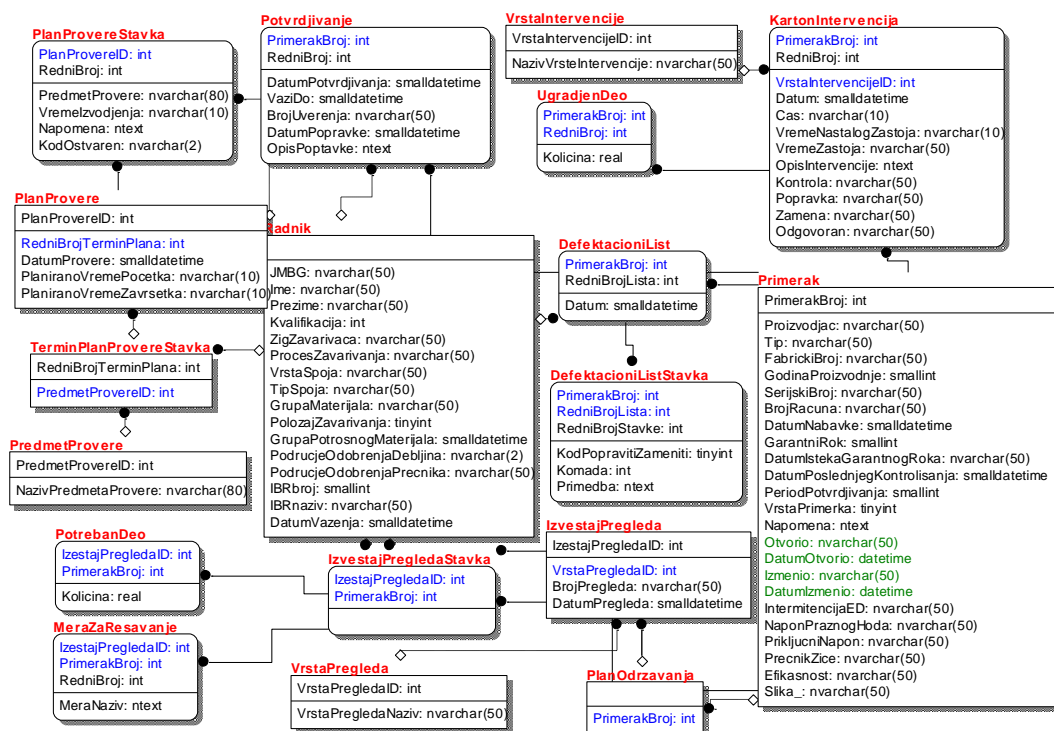 PlanProvereStavka
PlanProvereID: int
RedniBroj: int
PredmetProvere: nvarchar(80)
VremeIzvodjenja: nvarchar(10)
Napomena: ntext
KodOstvaren: nvarchar(2)
Potvrdjivanje
PrimerakBroj: int
RedniBroj: int
DatumPotvrdjivanja: smalldatetime
VaziDo: smalldatetime
BrojUverenja: nvarchar(50)
DatumPopravke: smalldatetime
OpisPoptavke: ntext
VrstaIntervencije
VrstaIntervencijeID: int
NazivVrsteIntervencije: nvarchar(50)
KartonIntervencija
PrimerakBroj: int
RedniBroj: int
VrstaIntervencijeID: int
Datum: smalldatetime
Cas: nvarchar(10)
VremeNastalogZastoja: nvarchar(10)
VremeZastoja: nvarchar(50)
OpisIntervencije: ntext
Kontrola: nvarchar(50)
Popravka: nvarchar(50)
Zamena: nvarchar(50)
Odgovoran: nvarchar(50)
UgradjenDeo
PrimerakBroj: int
RedniBroj: int
Kolicina: real
PlanProvere
PlanProvereID: int
RedniBrojTerminPlana: int
DatumProvere: smalldatetime
PlaniranoVremePocetka: nvarchar(10)
PlaniranoVremeZavrsetka: nvarchar(10)
Radnik
JMBG: nvarchar(50)
Ime: nvarchar(50)
Prezime: nvarchar(50)
Kvalifikacija: int
ZigZavarivaca: nvarchar(50)
ProcesZavarivanja: nvarchar(50)
VrstaSpoja: nvarchar(50)
TipSpoja: nvarchar(50)
GrupaMaterijala: nvarchar(50)
PolozajZavarivanja: tinyint
GrupaPotrosnogMaterijala: smalldatetime
PodrucjeOdobrenjaDebljina: nvarchar(2)
PodrucjeOdobrenjaPrecnika: nvarchar(50)
IBRbroj: smallint
IBRnaziv: nvarchar(50)
DatumVazenja: smalldatetime
DefektacioniList
PrimerakBroj: int
RedniBrojLista: int
Datum: smalldatetime
Primerak
PrimerakBroj: int
Proizvodjac: nvarchar(50)
Tip: nvarchar(50)
FabrickiBroj: nvarchar(50)
GodinaProizvodnje: smallint
SerijskiBroj: nvarchar(50)
BrojRacuna: nvarchar(50)
DatumNabavke: smalldatetime
GarantniRok: smallint
DatumIstekaGarantnogRoka: nvarchar(50)
DatumPoslednjegKontrolisanja: smalldatetime
PeriodPotvrdjivanja: smallint
VrstaPrimerka: tinyint
Napomena: ntext
Otvorio: nvarchar(50)
DatumOtvorio: datetime
Izmenio: nvarchar(50)
DatumIzmenio: datetime
IntermitencijaED: nvarchar(50)
NaponPraznogHoda: nvarchar(50)
PrikljucniNapon: nvarchar(50)
PrecnikZice: nvarchar(50)
Efikasnost: nvarchar(50)
Slika_: nvarchar(50)
TerminPlanProvereStavka
RedniBrojTerminPlana: int
PredmetProvereID: int
DefektacioniListStavka
PrimerakBroj: int
RedniBrojLista: int
RedniBrojStavke: int
KodPopravitiZameniti: tinyint
Komada: int
Primedba: ntext
PredmetProvere
PredmetProvereID: int
NazivPredmetaProvere: nvarchar(80)
PotrebanDeo
IzestajPregledaID: int
PrimerakBroj: int
Kolicina: real
IzvestajPregledaStavka
IzestajPregledaID: int
PrimerakBroj: int
IzvestajPregleda
IzestajPregledaID: int
VrstaPregledaID: int
BrojPregleda: nvarchar(50)
DatumPregleda: smalldatetime
MeraZaResavanje
IzestajPregledaID: int
PrimerakBroj: int
RedniBroj: int
MeraNaziv: ntext
VrstaPregleda
VrstaPregledaID: int
VrstaPregledaNaziv: nvarchar(50)
PlanOdrzavanja
PrimerakBroj: int